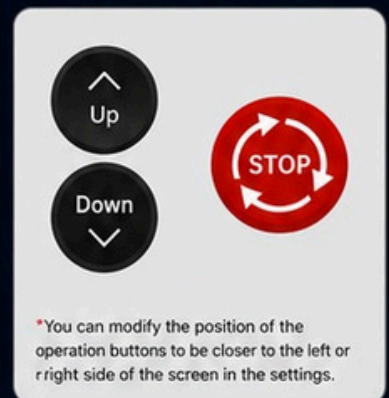 Up
Down
STOP
*You can modify the position of the
operation buttons to be closer to the left or
rright side of the screen in the settings.